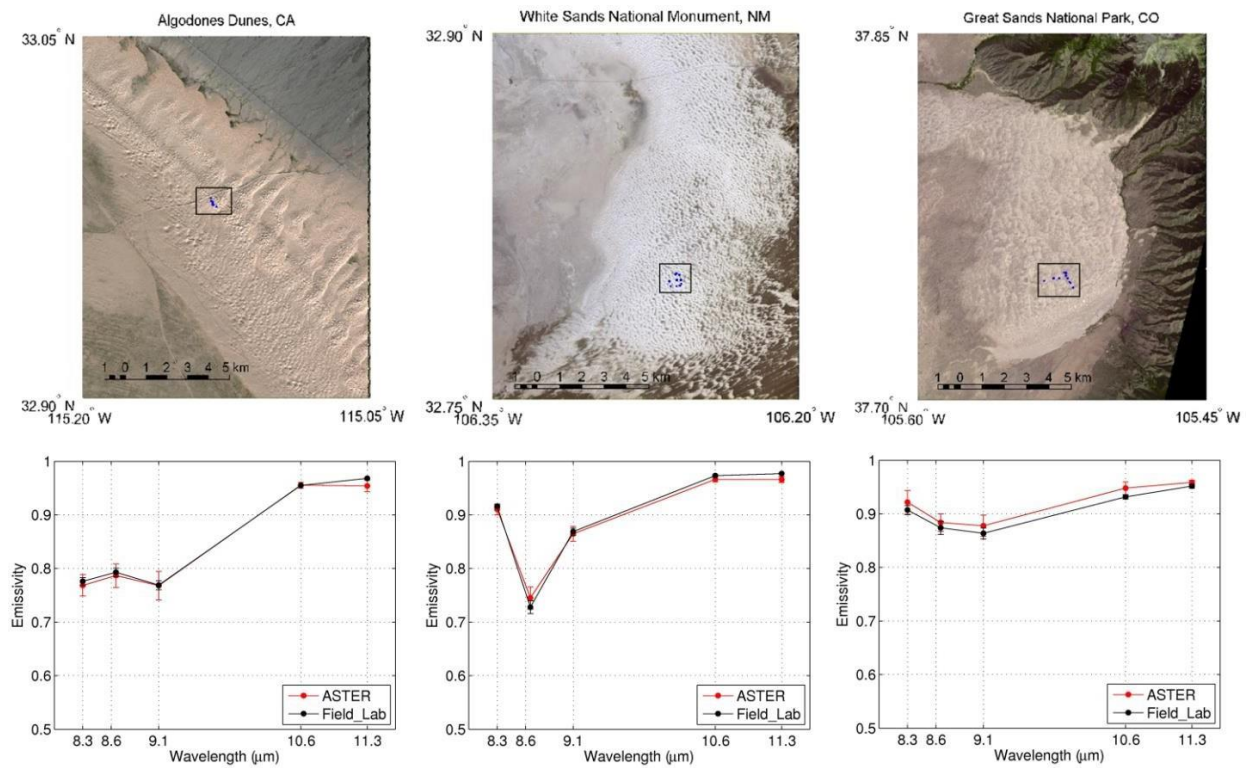 Algodones Dunes, CA
33.05° N
1 0 1 2 3 4 5 km
32.90° N
115.20° W 115.05° W
White Sands National Monument, NM
32.90° N
1 0 1 2 3 4 5 km
32.75° N
106.35° W 106.20° W
Great Sands National Park, CO
37.85° N
1 0 1 2 3 4 5 km
37.70° N
105.60° W 105.45° W
Emissivity
1
0.9
0.8
0.7
0.6
0.5
8.3 8.6 9.1 10.6 11.3
Wavelength (μm)
ASTER
Field_Lab
Emissivity
1
0.9
0.8
0.7
0.6
0.5
8.3 8.6 9.1 10.6 11.3
Wavelength (μm)
ASTER
Field_Lab
Emissivity
1
0.9
0.8
0.7
0.6
0.5
8.3 8.6 9.1 10.6 11.3
Wavelength (μm)
ASTER
Field_Lab